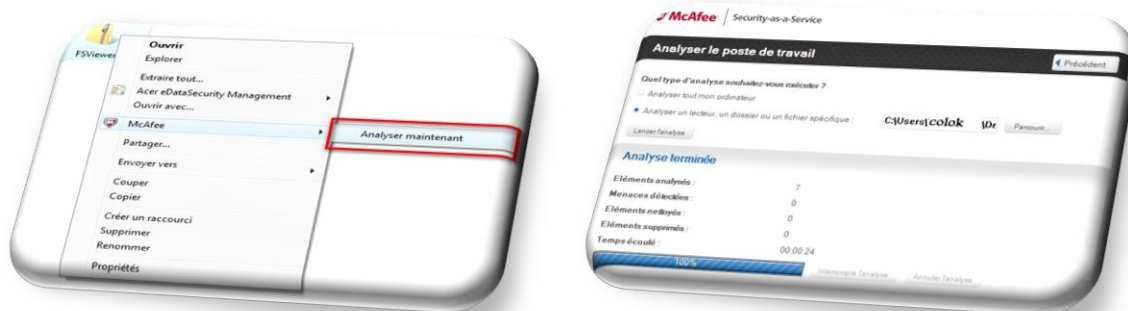 FSViewer
Ouvrir
Explorer
Extraire tout...
Acer eDataSecurity Management
Ouvrir avec...
McAfee
Analyser maintenant
Partager...
Envoyer vers
Couper
Copier
Créer un raccourci
Supprimer
Renommer
Propriétés
McAfee | Security-as-a-Service
Analyser le poste de travail
Précédent
Quel type d'analyse souhaitez-vous exécuter ?
Analyser tout mon ordinateur
Analyser un lecteur, un dossier ou un fichier spécifique : C:\Users\colok \Dr Parcourir...
Lancer l'analyse
Analyse terminée
Eléments analysés : 7
Menaces détectées : 0
Eléments nettoyés : 0
Eléments supprimés : 0
Temps écoulé : 00:00:24
100% Interrompre l'analyse Annuler l'analyse